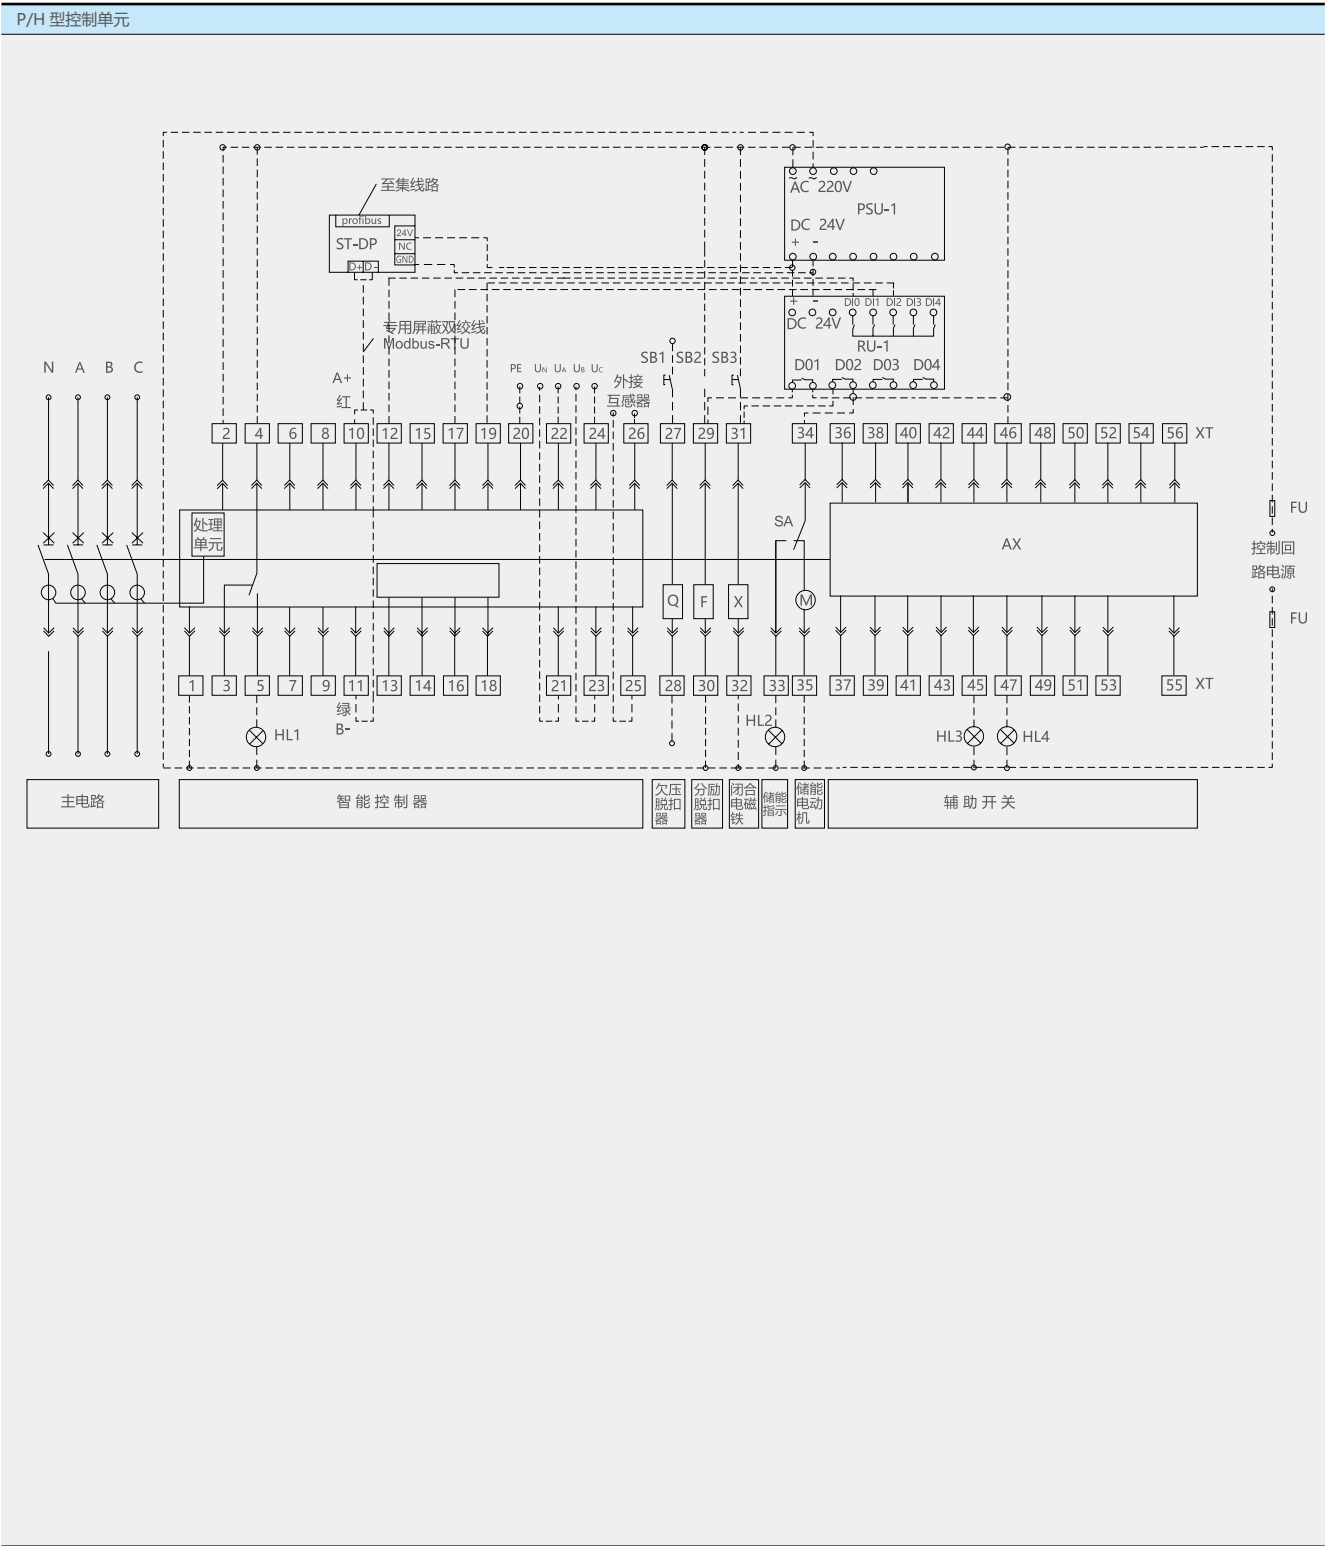 P/H 型控制单元
至集线路
profibus
ST-DP
24V
NC
GND
D+ D-
AC 220V
~ ~
PSU-1
DC 24V
+ -
+ -
DI0 DI1 DI2 DI3 DI4
DC 24V
RU-1
D01 D02 D03 D04
专用屏蔽双绞线
Modbus-RTU
SB1 SB2 SB3
N A B C
A+
红
PE UN UA UB UC
外接
互感器
2 4 6 8 10 12 15 17 19 20 22 24 26 27 29 31 34 36 38 40 42 44 46 48 50 52 54 56 XT
处理
单元
SA
AX
FU
控制回
路电源
FU
Q F X M
1 3 5 7 9 11 13 14 16 18 21 23 25 28 30 32 33 35 37 39 41 43 45 47 49 51 53 55 XT
绿
B-
HL1
HL2
HL3 HL4
主电路
智能控制器
欠压
脱扣
器
分励
脱扣
器
闭合
电磁
铁
储能
指示
储能
电动
机
辅助开关